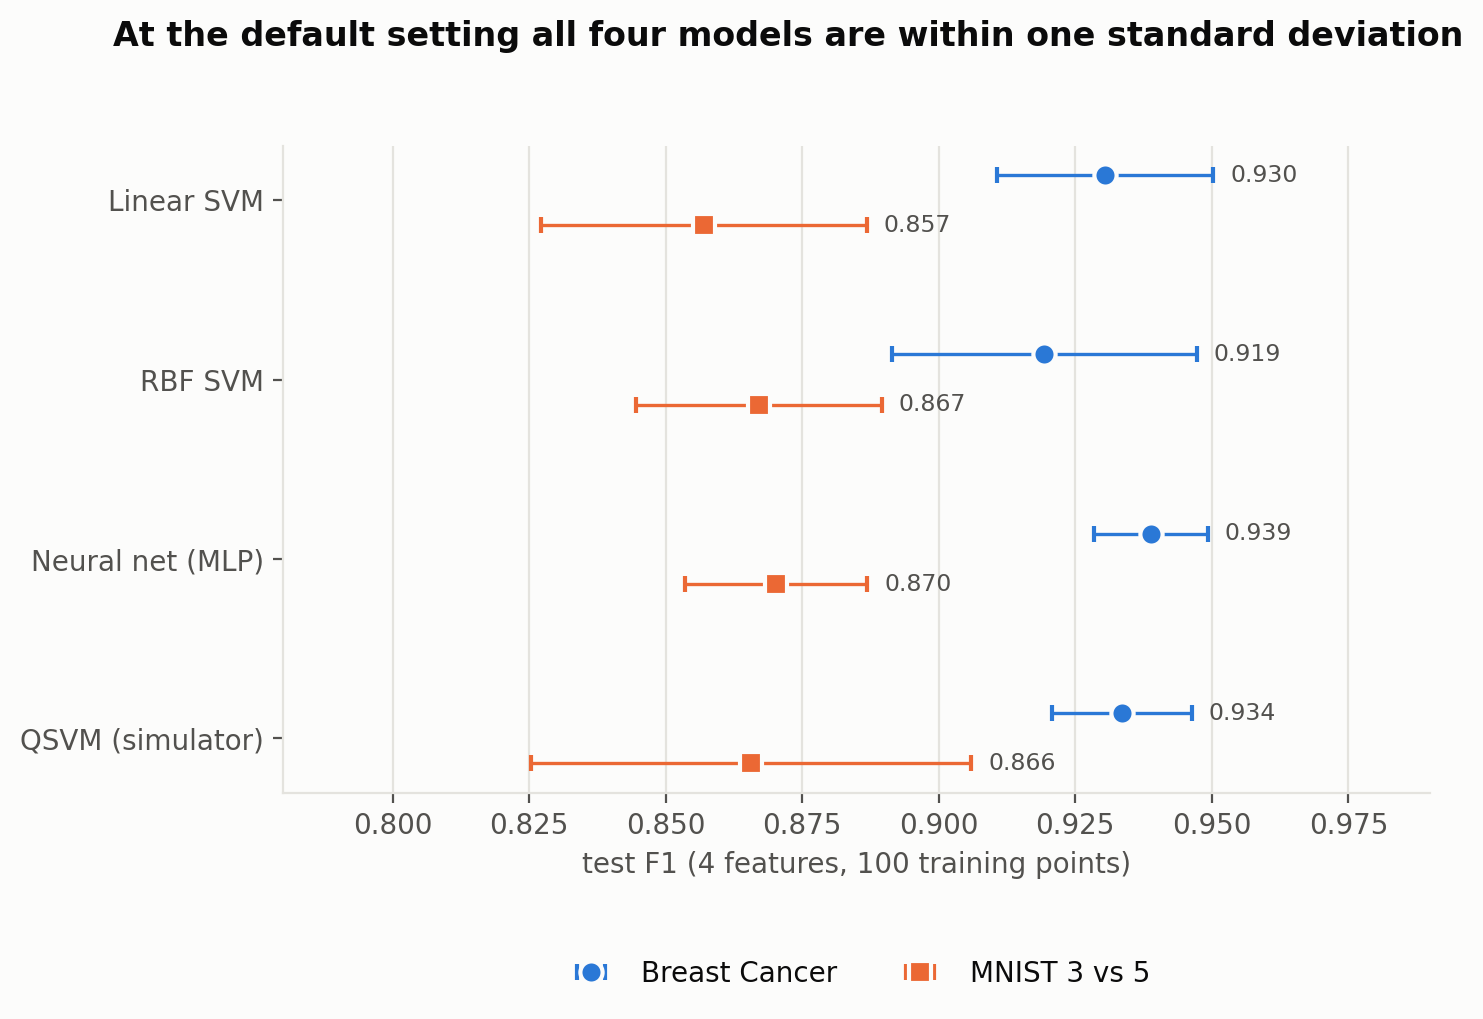 At the default setting all four models are within one standard deviation
Linear SVM
0.930
0.857
RBF SVM
0.919
0.867
Neural net (MLP)
0.939
0.870
QSVM (simulator)
0.934
0.866
0.800 0.825 0.850 0.875 0.900 0.925 0.950 0.975
test F1 (4 features, 100 training points)
Breast Cancer MNIST 3 vs 5